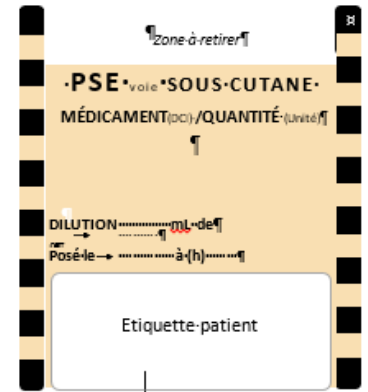 ¤
¶Zone·à·retirer¶
·PSE·voie·SOUS·CUTANE·
MÉDICAMENT(DCI)·/QUANTITÉ·(Unité)¶
¶
DILUTION··············mL··de¶
→ ··········¶
Posé·le→ ·············à·(h)·······¶
Etiquette·patient